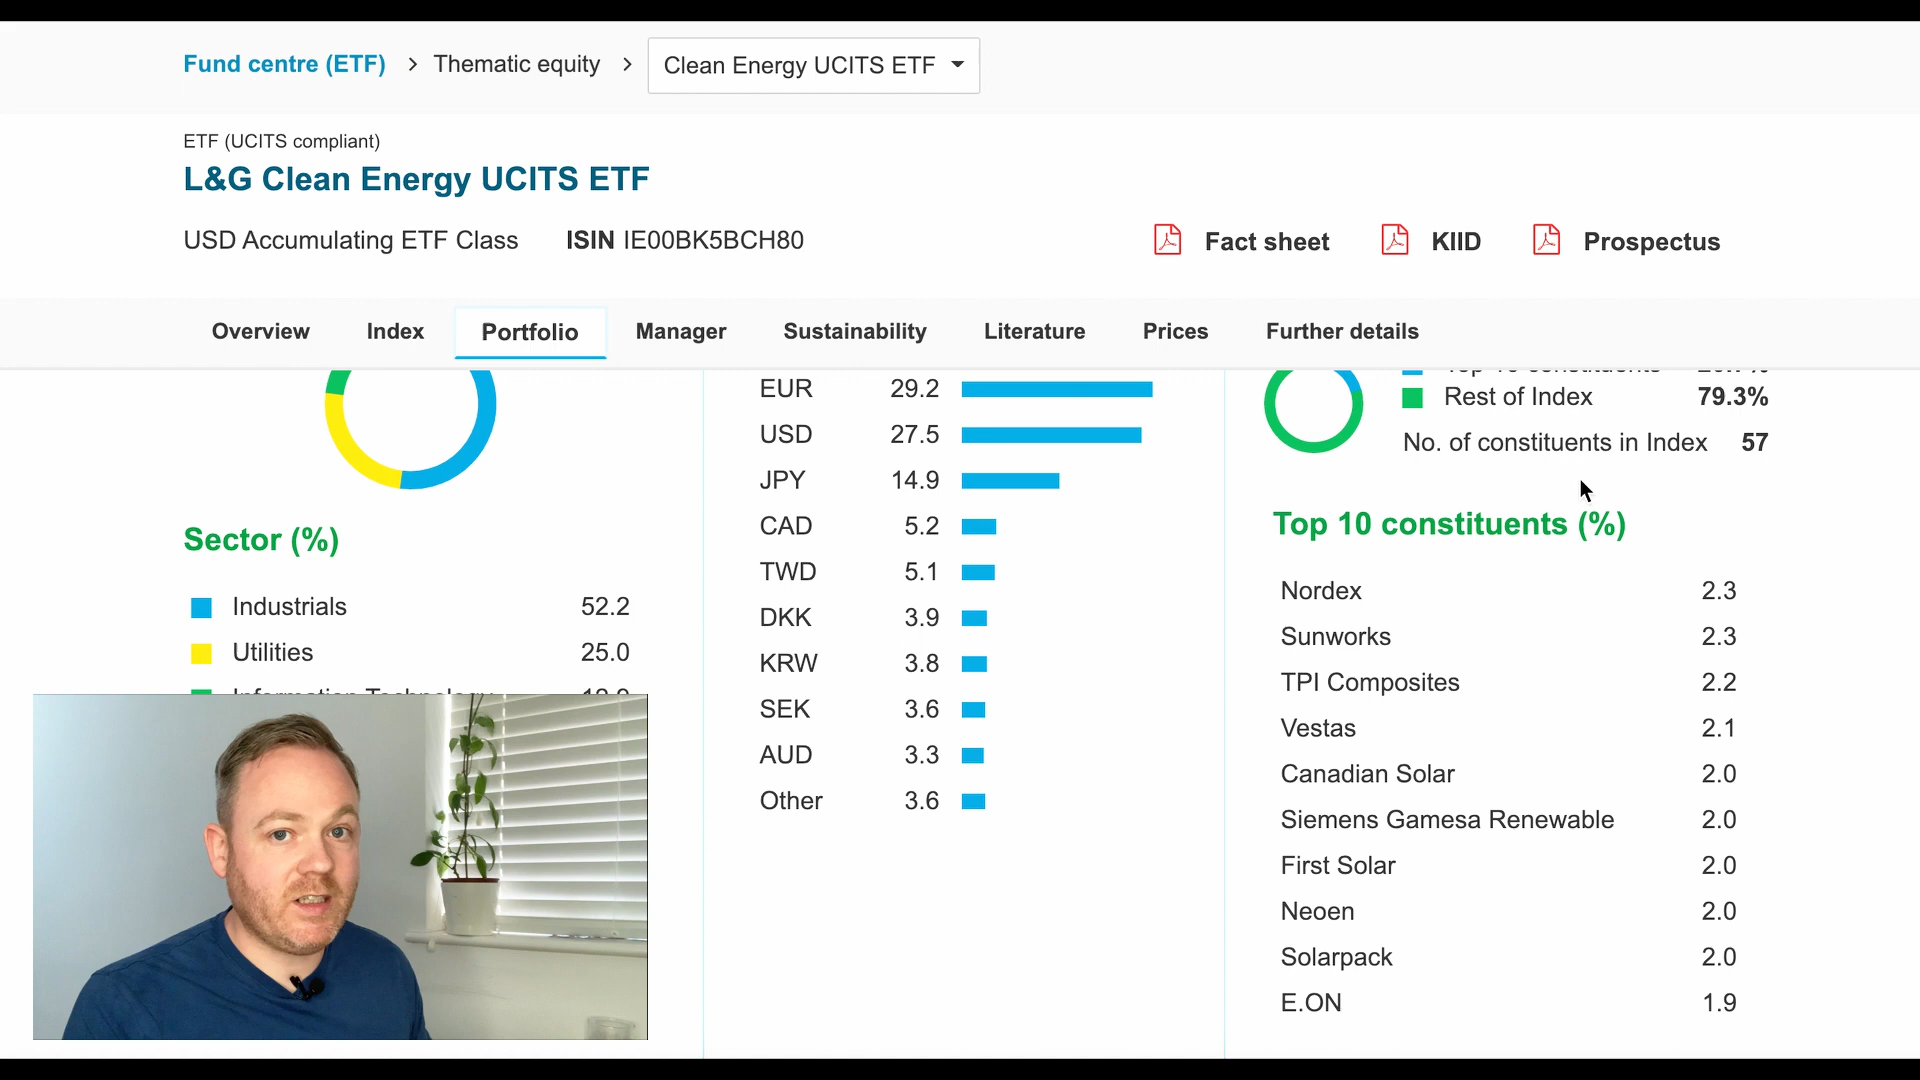 Fund centre (ETF) > Thematic equity > Clean Energy UCITS ETF
ETF (UCITS compliant)
L&G Clean Energy UCITS ETF
USD Accumulating ETF Class ISIN IE00BK5BCH80
Fact sheet KIID Prospectus
Overview Index Portfolio Manager Sustainability Literature Prices Further details
Sector (%)
Industrials 52.2
Utilities 25.0
EUR 29.2
USD 27.5
JPY 14.9
CAD 5.2
TWD 5.1
DKK 3.9
KRW 3.8
SEK 3.6
AUD 3.3
Other 3.6
Rest of Index 79.3%
No. of constituents in Index 57
Top 10 constituents (%)
Nordex 2.3
Sunworks 2.3
TPI Composites 2.2
Vestas 2.1
Canadian Solar 2.0
Siemens Gamesa Renewable 2.0
First Solar 2.0
Neoen 2.0
Solarpack 2.0
E.ON 1.9